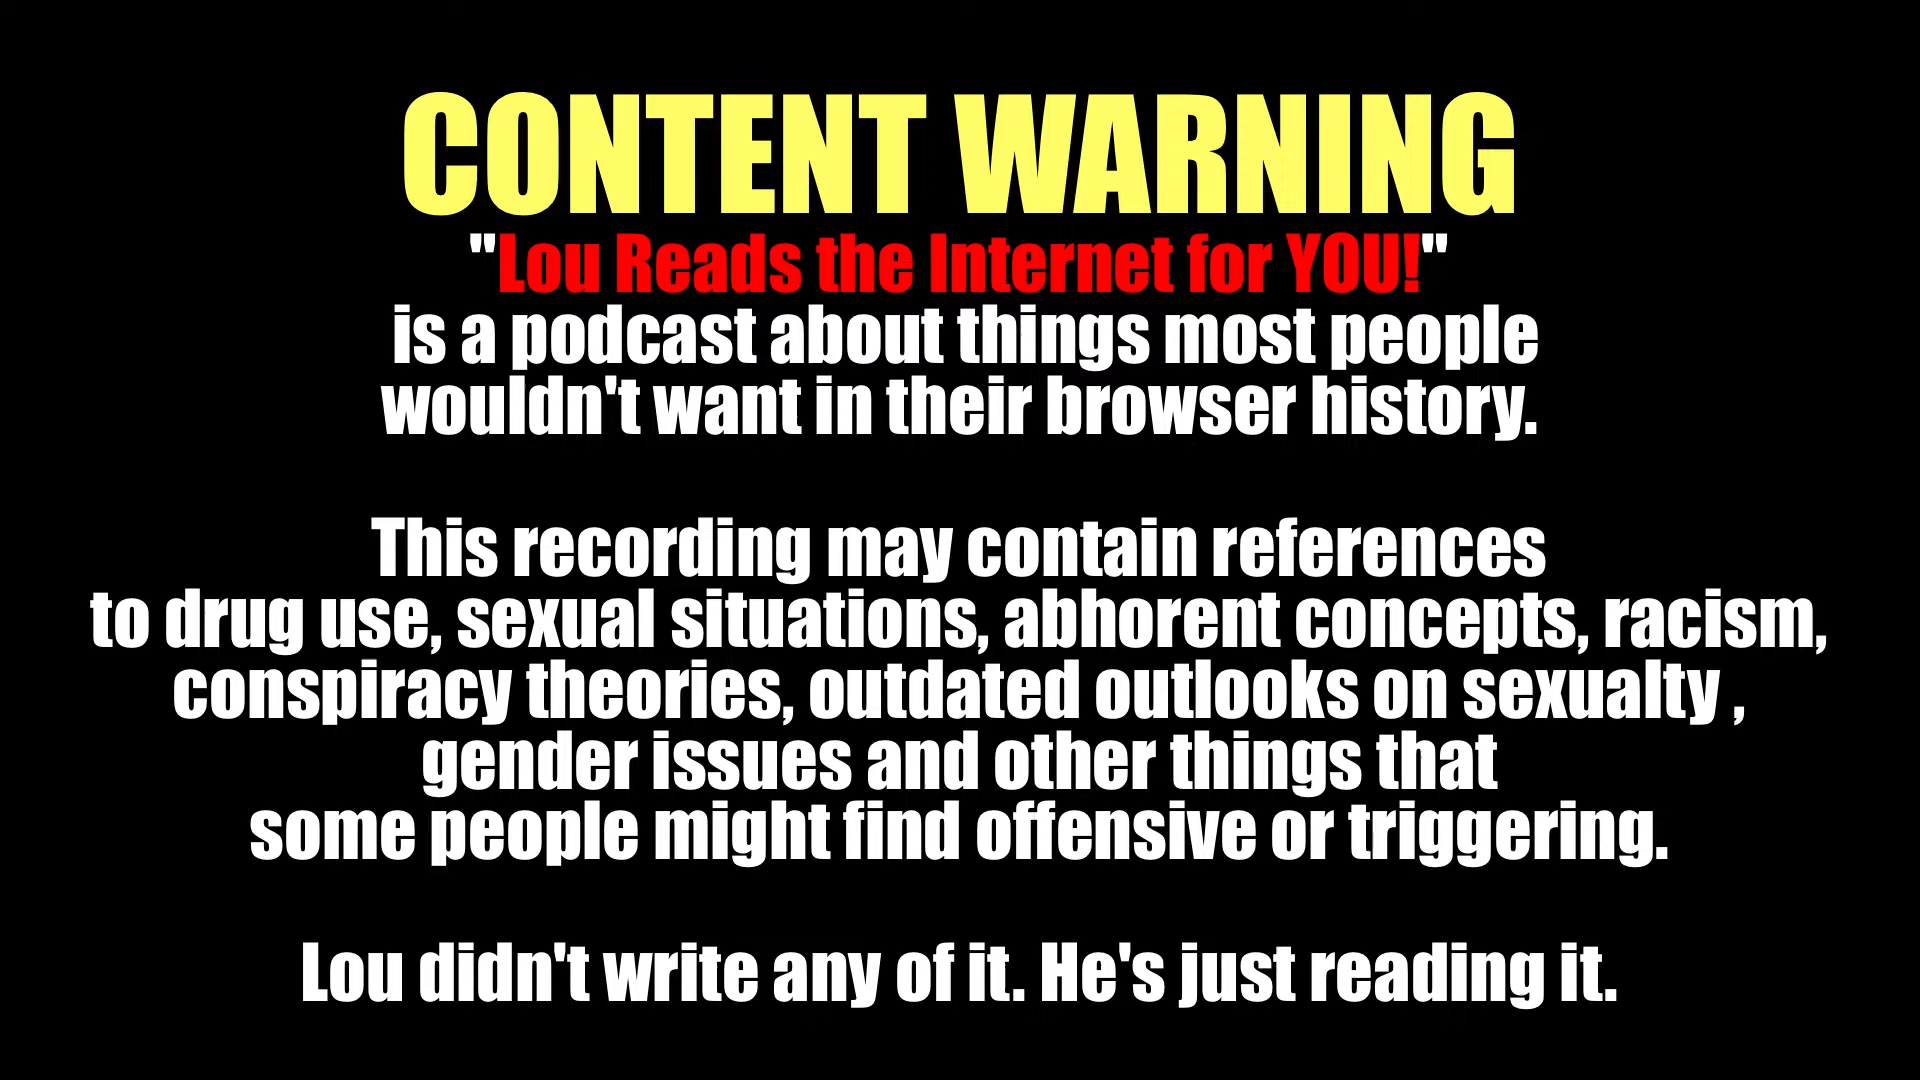 CONTENT WARNING
"Lou Reads the Internet for YOU!"
is a podcast about things most people
wouldn't want in their browser history.
This recording may contain references
to drug use, sexual situations, abhorent concepts, racism,
conspiracy theories, outdated outlooks on sexualty ,
gender issues and other things that
some people might find offensive or triggering.
Lou didn't write any of it. He's just reading it.